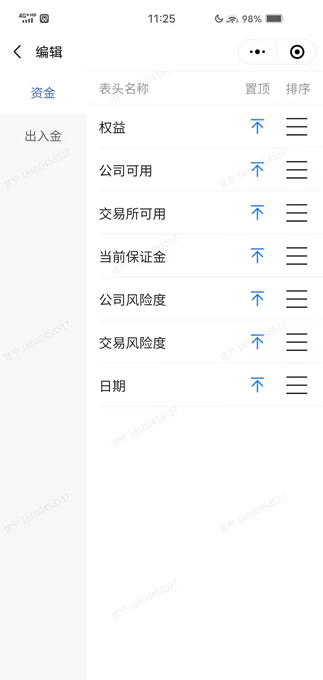 4G+HD 11:25 98%
编辑
资金
出入金
表头名称 置顶 排序
权益
公司可用
交易所可用
当前保证金
公司风险度
交易风险度
日期